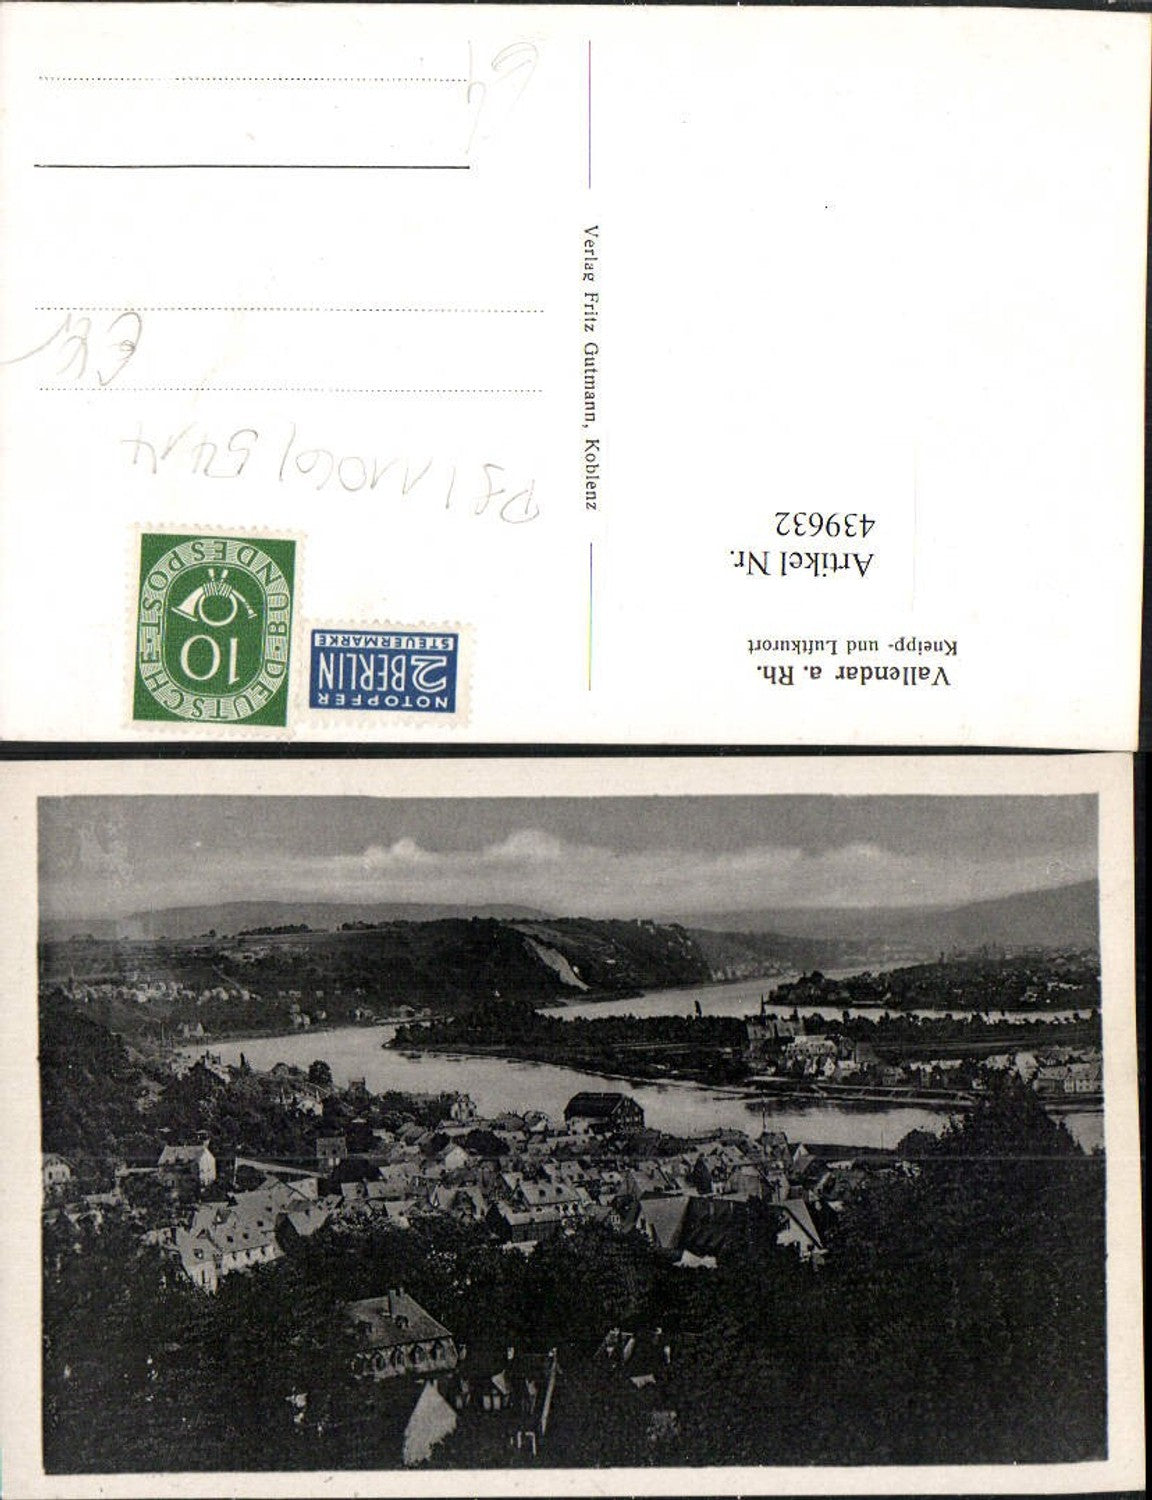 Vallendar a. Rh.
Kneipp- und Luftkurort
Artikel Nr.
439632
Verlag Fritz Gutmann, Koblenz
NOTOPFER
2 BERLIN
STEUERMARKE
DEUTSCHE BUNDESPOST
10